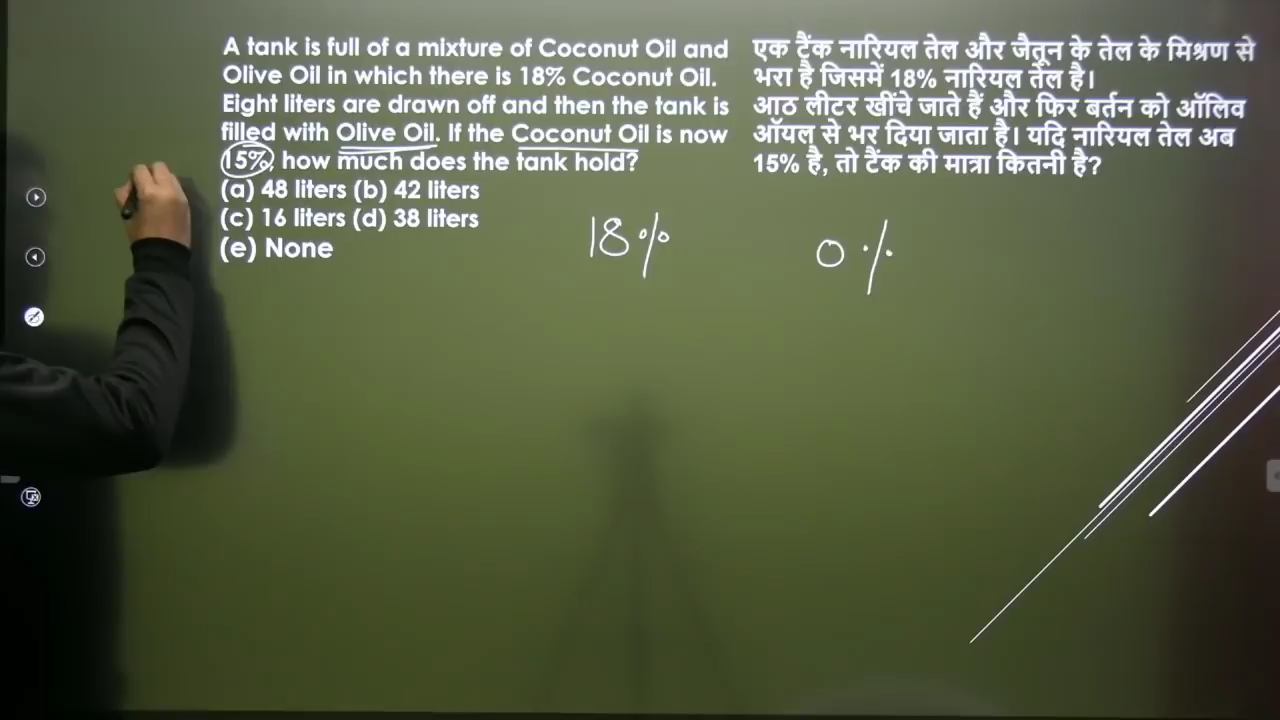 A tank is full of a mixture of Coconut Oil and
Olive Oil in which there is 18% Coconut Oil.
Eight liters are drawn off and then the tank is
filled with Olive Oil. If the Coconut Oil is now
15%, how much does the tank hold?
(a) 48 liters (b) 42 liters
(c) 16 liters (d) 38 liters
(e) None
एक टैंक नारियल तेल और जैतून के तेल के मिश्रण से
भरा है जिसमें 18% नारियल तेल है।
आठ लीटर खींचे जाते हैं और फिर बर्तन को ऑलिव
ऑयल से भर दिया जाता है। यदि नारियल तेल अब
15% है, तो टैंक की मात्रा कितनी है?
18%
0%